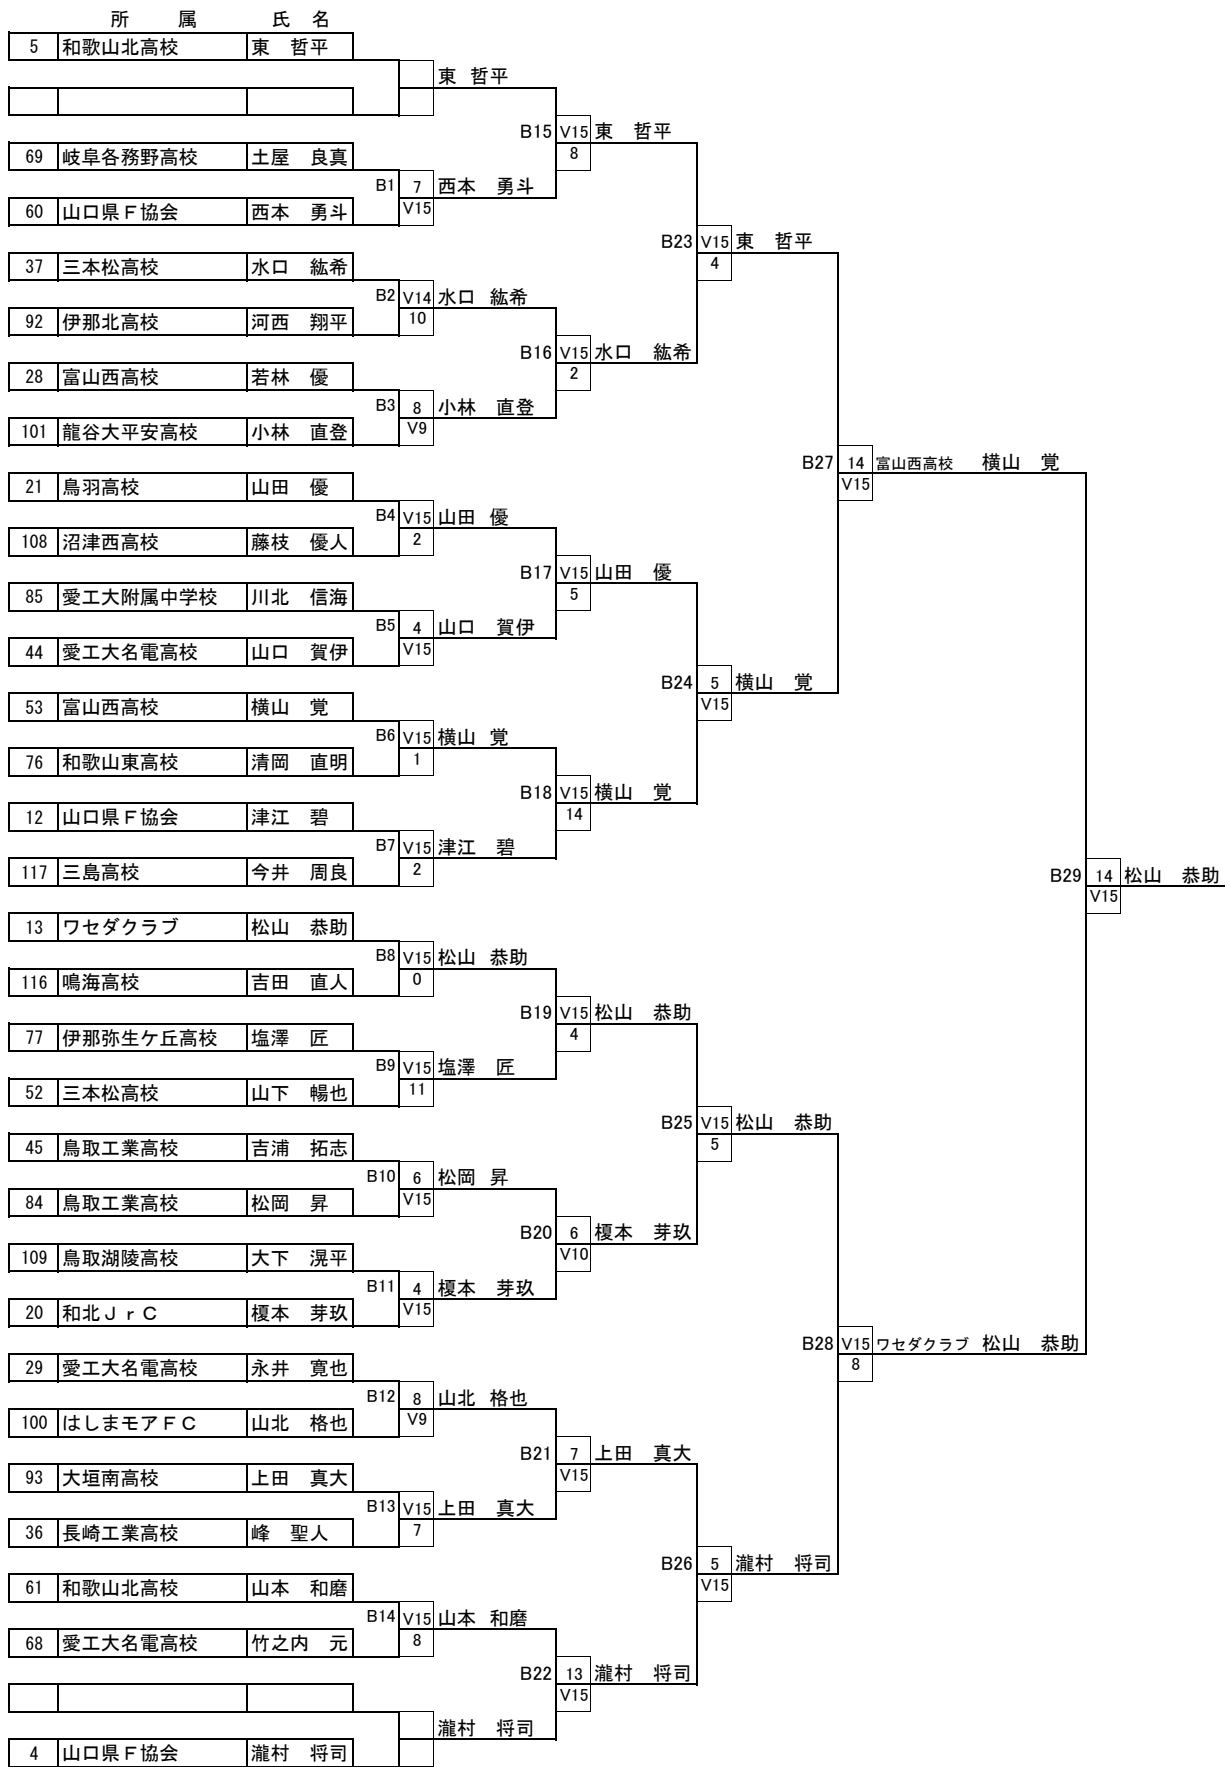 所　属　氏　名
5 和歌山北高校 東　哲平
東　哲平
B15 V15 東　哲平
8
69 岐阜各務野高校 土屋　良真
B1 7 西本　勇斗
V15
60 山口県Ｆ協会 西本　勇斗
B23 V15 東　哲平
4
37 三本松高校 水口　紘希
B2 V14 水口　紘希
10
92 伊那北高校 河西　翔平
B16 V15 水口　紘希
2
28 富山西高校 若林　優
B3 8 小林　直登
V9
101 龍谷大平安高校 小林　直登
B27 14 富山西高校　横山　覚
V15
21 鳥羽高校 山田　優
B4 V15 山田　優
2
108 沼津西高校 藤枝　優人
B17 V15 山田　優
5
85 愛工大附属中学校 川北　信海
B5 4 山口　賀伊
V15
44 愛工大名電高校 山口　賀伊
B24 5 横山　覚
V15
53 富山西高校 横山　覚
B6 V15 横山　覚
1
76 和歌山東高校 清岡　直明
B18 V15 横山　覚
14
12 山口県Ｆ協会 津江　碧
B7 V15 津江　碧
2
117 三島高校 今井　周良
B29 14 松山　恭助
V15
13 ワセダクラブ 松山　恭助
B8 V15 松山　恭助
0
116 鳴海高校 吉田　直人
B19 V15 松山　恭助
4
77 伊那弥生ケ丘高校 塩澤　匠
B9 V15 塩澤　匠
11
52 三本松高校 山下　暢也
B25 V15 松山　恭助
5
45 鳥取工業高校 吉浦　拓志
B10 6 松岡　昇
V15
84 鳥取工業高校 松岡　昇
B20 6 榎本　芽玖
V10
109 鳥取湖陵高校 大下　滉平
B11 4 榎本　芽玖
V15
20 和北ＪｒＣ 榎本　芽玖
B28 V15 ワセダクラブ　松山　恭助
8
29 愛工大名電高校 永井　寛也
B12 8 山北　格也
V9
100 はしまモアＦＣ 山北　格也
B21 7 上田　真大
V15
93 大垣南高校 上田　真大
B13 V15 上田　真大
7
36 長崎工業高校 峰　聖人
B26 5 瀧村　将司
V15
61 和歌山北高校 山本　和磨
B14 V15 山本　和磨
8
68 愛工大名電高校 竹之内　元
B22 13 瀧村　将司
V15
瀧村　将司
4 山口県Ｆ協会 瀧村　将司